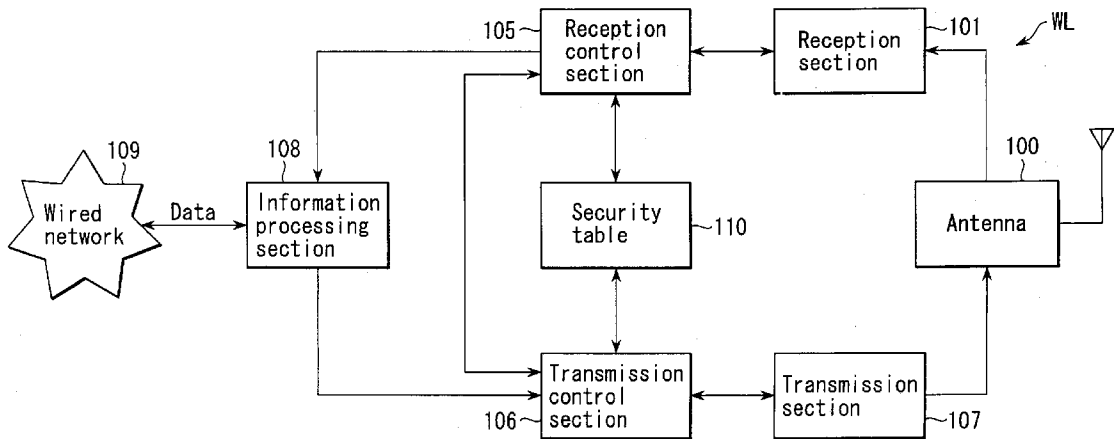 105
Reception
control
section
Reception
section
101
WL
109
Wired
network
Data
108
Information
processing
section
Security
table
110
100
Antenna
Transmission
control
section
106
Transmission
section
107